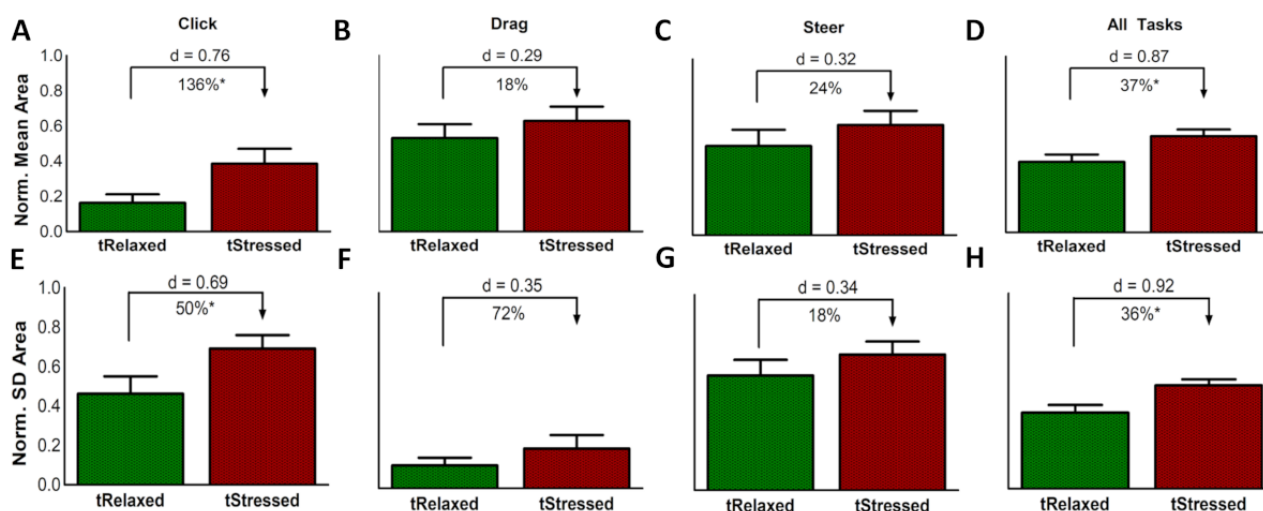 A Click
B Drag
C Steer
D All Tasks
Norm. Mean Area
1.0
0.8
0.6
0.4
0.2
0.0
d = 0.76
136%*
d = 0.29
18%
d = 0.32
24%
d = 0.87
37%*
tRelaxed tStressed
tRelaxed tStressed
tRelaxed tStressed
tRelaxed tStressed
E
F
G
H
Norm. SD Area
1.0
0.8
0.6
0.4
0.2
0.0
d = 0.69
50%*
d = 0.35
72%
d = 0.34
18%
d = 0.92
36%*
tRelaxed tStressed
tRelaxed tStressed
tRelaxed tStressed
tRelaxed tStressed